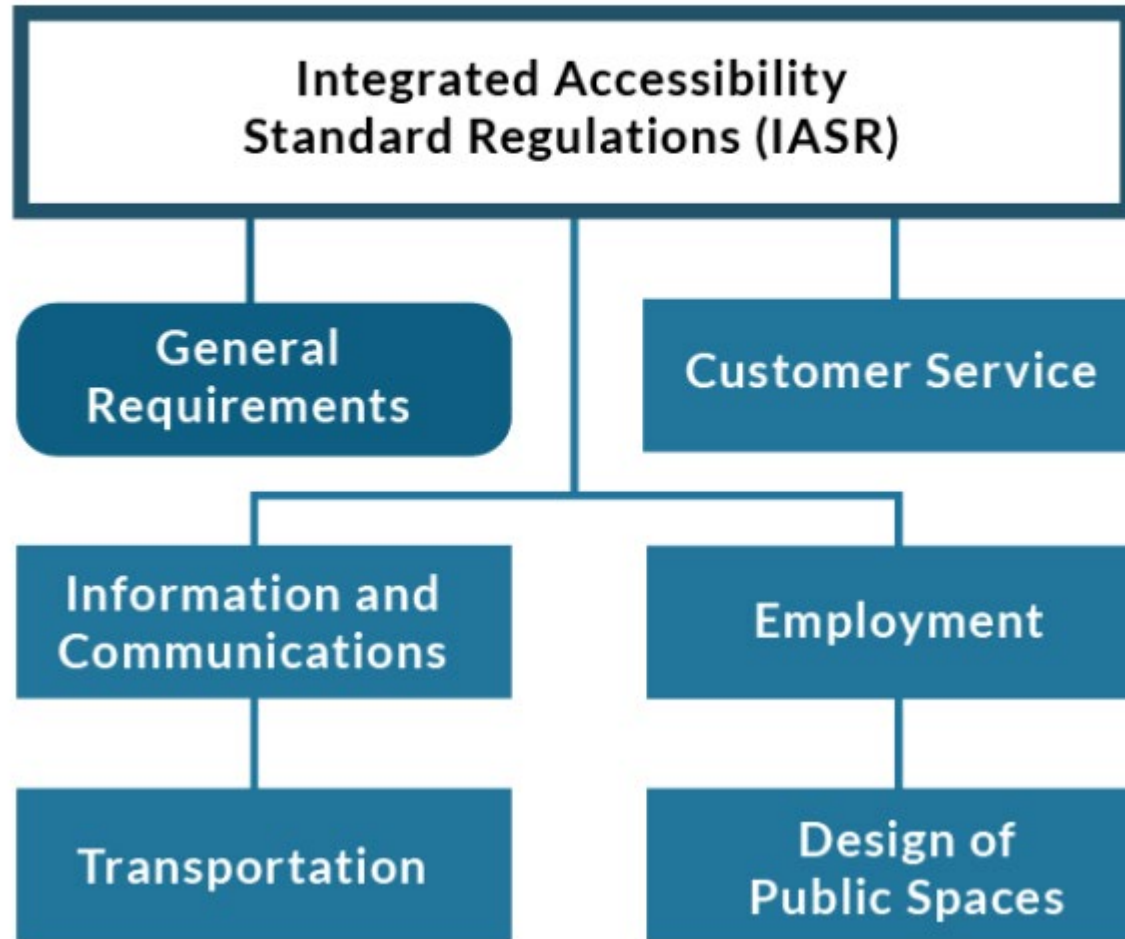 Integrated Accessibility
Standard Regulations (IASR)
General
Requirements
Customer Service
Information and
Communications
Employment
Transportation
Design of
Public Spaces